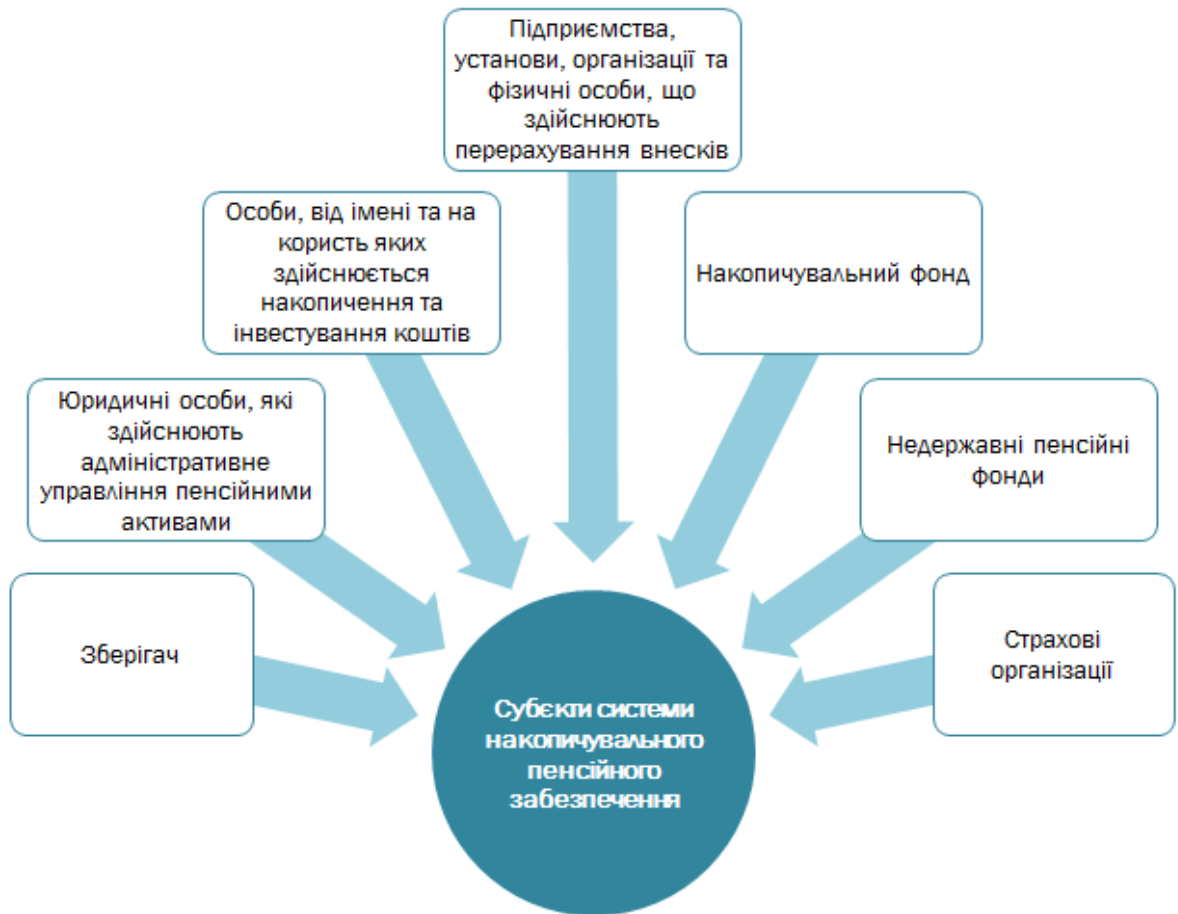 Підприємства,
установи, організації та
фізичні особи, що
здійснюють
перерахування внесків
Особи, від імені та на
користь яких
здійснюється
накопичення та
інвестування коштів
Накопичувальний фонд
Юридичні особи, які
здійснюють
адміністративне
управління пенсійними
активами
Недержавні пенсійні
фонди
Зберігач
Страхові
організації
Субєкти системи
накопичувального
пенсійного
забезпечення